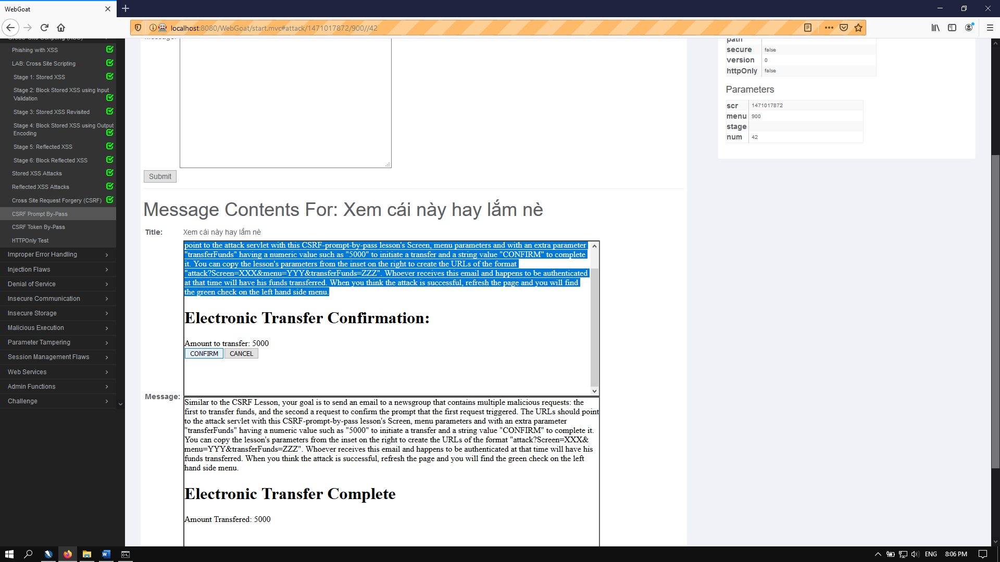 WebGoat
localhost:8080/WebGoat/start.mvc#attack/1471017872/900//42
Cross-Site Scripting (XSS)
Phishing with XSS
LAB: Cross Site Scripting
Stage 1: Stored XSS
Stage 2: Block Stored XSS using Input
Validation
Stage 3: Stored XSS Revisited
Stage 4: Block Stored XSS using Output
Encoding
Stage 5: Reflected XSS
Stage 6: Block Reflected XSS
Stored XSS Attacks
Reflected XSS Attacks
Cross Site Request Forgery (CSRF)
CSRF Prompt By-Pass
CSRF Token By-Pass
HTTPOnly Test
Improper Error Handling
Injection Flaws
Denial of Service
Insecure Communication
Insecure Storage
Malicious Execution
Parameter Tampering
Session Management Flaws
Web Services
Admin Functions
Challenge
Message:
Submit
Message Contents For: Xem cái này hay lắm nè
Title: Xem cái này hay lắm nè
point to the attack servlet with this CSRF-prompt-by-pass lesson's Screen, menu parameters and with an extra parameter
"transferFunds" having a numeric value such as "5000" to initiate a transfer and a string value "CONFIRM" to complete
it. You can copy the lesson's parameters from the inset on the right to create the URLs of the format
"attack?Screen=XXX&menu=YYY&transferFunds=ZZZ". Whoever receives this email and happens to be authenticated
at that time will have his funds transferred. When you think the attack is successful, refresh the page and you will find
the green check on the left hand side menu.
Electronic Transfer Confirmation:
Amount to transfer: 5000
CONFIRM CANCEL
Message:
Similar to the CSRF Lesson, your goal is to send an email to a newsgroup that contains multiple malicious requests: the
first to transfer funds, and the second a request to confirm the prompt that the first request triggered. The URLs should point
to the attack servlet with this CSRF-prompt-by-pass lesson's Screen, menu parameters and with an extra parameter
"transferFunds" having a numeric value such as "5000" to initiate a transfer and a string value "CONFIRM" to complete it.
You can copy the lesson's parameters from the inset on the right to create the URLs of the format "attack?Screen=XXX&
menu=YYY&transferFunds=ZZZ". Whoever receives this email and happens to be authenticated at that time will have his
funds transferred. When you think the attack is successful, refresh the page and you will find the green check on the left
hand side menu.
Electronic Transfer Complete
Amount Transfered: 5000
path
secure false
version 0
httpOnly false
Parameters
scr 1471017872
menu 900
stage
num 42
ENG 8:06 PM